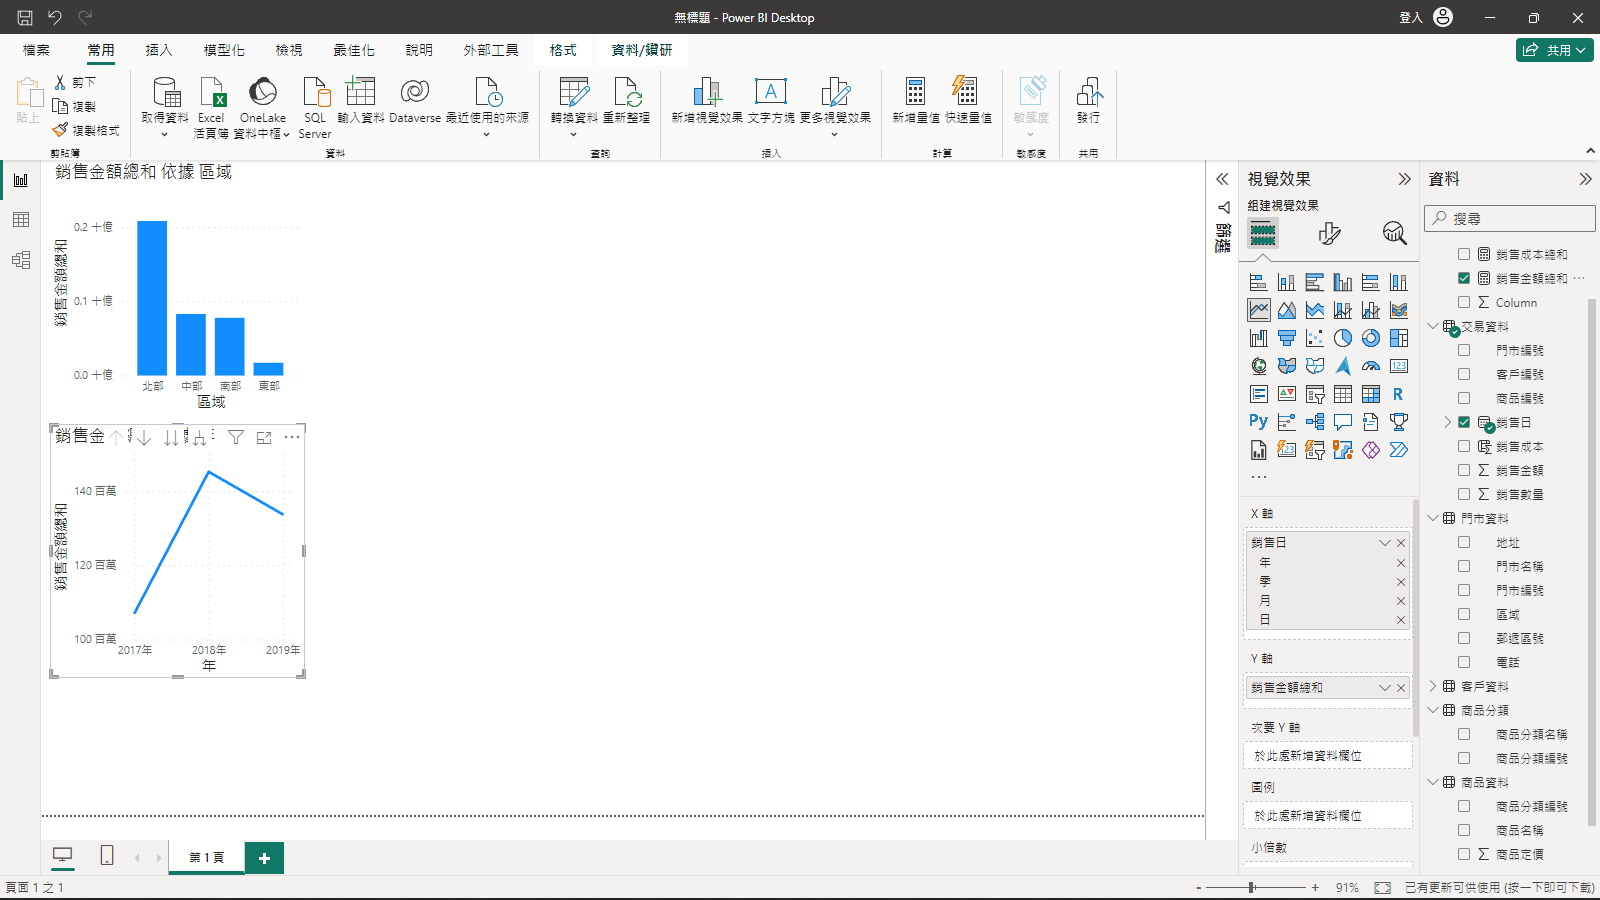 無標題 - Power BI Desktop
登入
檔案
常用
插入
模型化
檢視
最佳化
說明
外部工具
格式
資料/鑽研
共用
貼上
剪下
複製
複製格式
剪貼簿
取得資料
Excel
活頁簿
OneLake
資料中樞
SQL
Server
輸入資料
Dataverse
最近使用的來源
資料
轉換資料
重新整理
查詢
新增視覺效果
文字方塊
更多視覺效果
插入
新增量值
快速量值
計算
敏感度
敏感度
發行
共用
銷售金額總和 依據 區域
銷售金額總和
0.2 十億
0.1 十億
0.0 十億
北部
中部
南部
東部
區域
銷售金
銷售金額總和
140 百萬
120 百萬
100 百萬
2017年
2018年
2019年
年
篩選
視覺效果
組建視覺效果
123
R
Py
123
X 軸
銷售日
年
季
月
日
Y 軸
銷售金額總和
次要 Y 軸
於此處新增資料欄位
圖例
於此處新增資料欄位
小倍數
資料
搜尋
銷售成本總和
銷售金額總和
Column
交易資料
門市編號
客戶編號
商品編號
銷售日
銷售成本
銷售金額
銷售數量
門市資料
地址
門市名稱
門市編號
區域
郵遞區號
電話
客戶資料
商品分類
商品分類名稱
商品分類編號
商品資料
商品分類編號
商品名稱
商品定價
第 1 頁
頁面 1 之 1
91%
已有更新可供使用 (按一下即可下載)